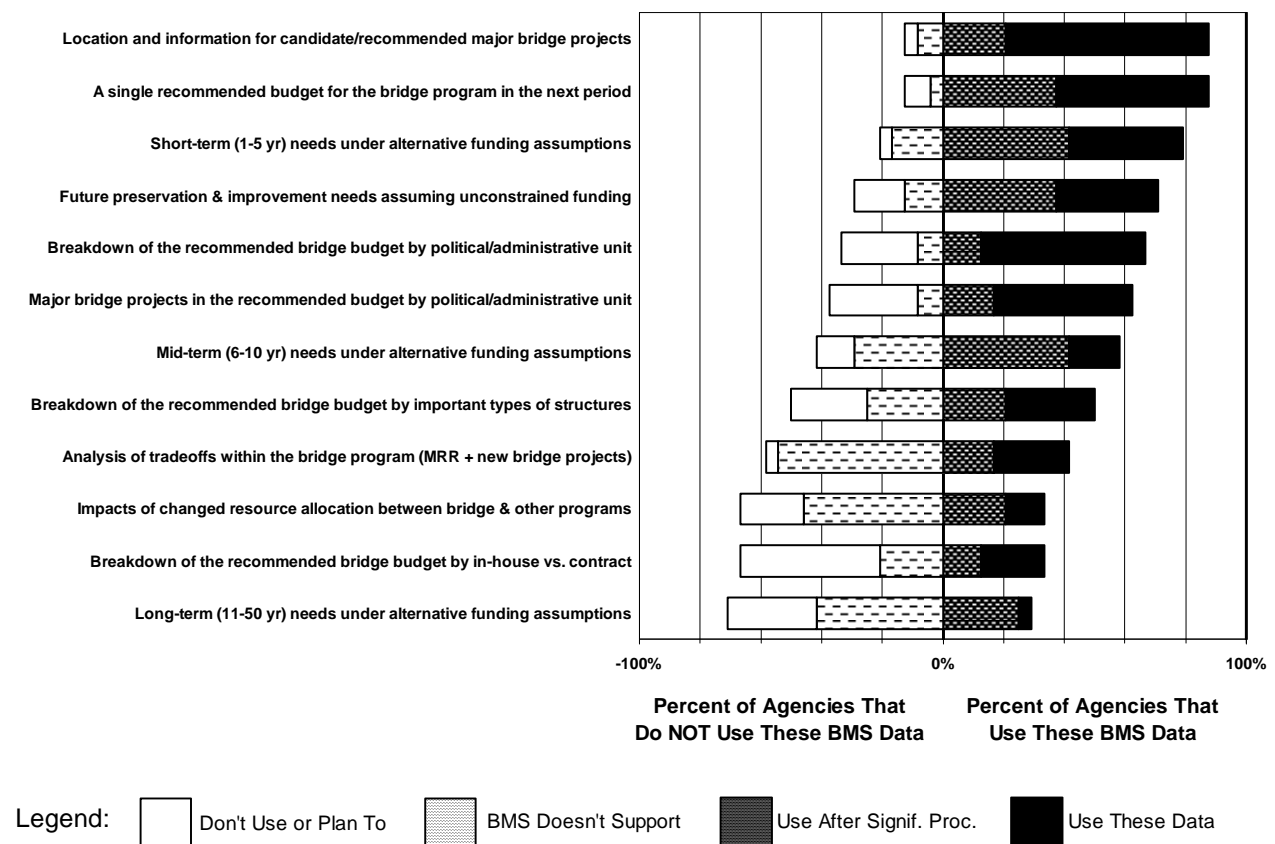 Location and information for candidate/recommended major bridge projects
A single recommended budget for the bridge program in the next period
Short-term (1-5 yr) needs under alternative funding assumptions
Future preservation & improvement needs assuming unconstrained funding
Breakdown of the recommended bridge budget by political/administrative unit
Major bridge projects in the recommended budget by political/administrative unit
Mid-term (6-10 yr) needs under alternative funding assumptions
Breakdown of the recommended bridge budget by important types of structures
Analysis of tradeoffs within the bridge program (MRR + new bridge projects)
Impacts of changed resource allocation between bridge & other programs
Breakdown of the recommended bridge budget by in-house vs. contract
Long-term (11-50 yr) needs under alternative funding assumptions
-100% 0% 100%
Percent of Agencies That
Do NOT Use These BMS Data
Percent of Agencies That
Use These BMS Data
Legend: Don't Use or Plan To BMS Doesn't Support Use After Signif. Proc. Use These Data